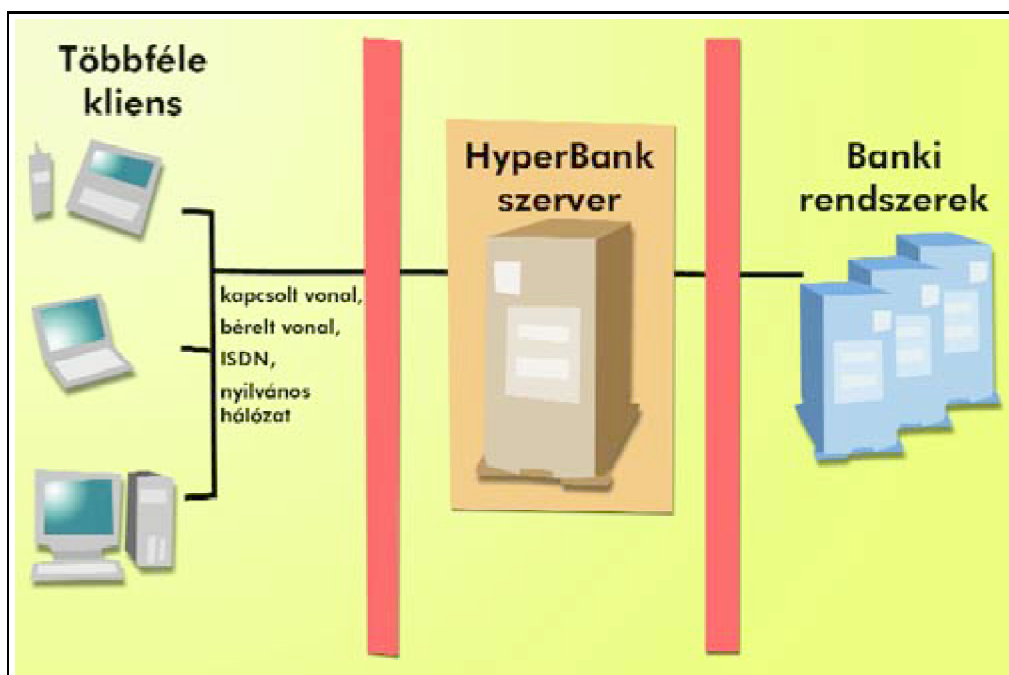 Többféle
kliens
kapcsolt vonal,
bérelt vonal,
ISDN,
nyilvános
hálózat
HyperBank
szerver
Banki
rendszerek